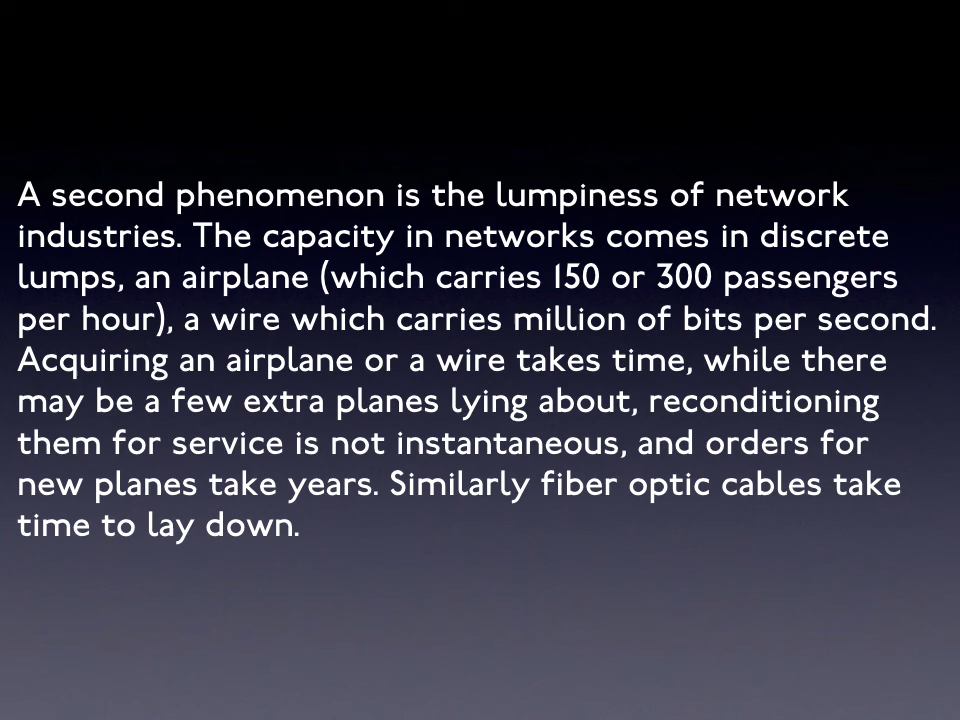 A second phenomenon is the lumpiness of network
industries. The capacity in networks comes in discrete
lumps, an airplane (which carries 150 or 300 passengers
per hour), a wire which carries million of bits per second.
Acquiring an airplane or a wire takes time, while there
may be a few extra planes lying about, reconditioning
them for service is not instantaneous, and orders for
new planes take years. Similarly fiber optic cables take
time to lay down.